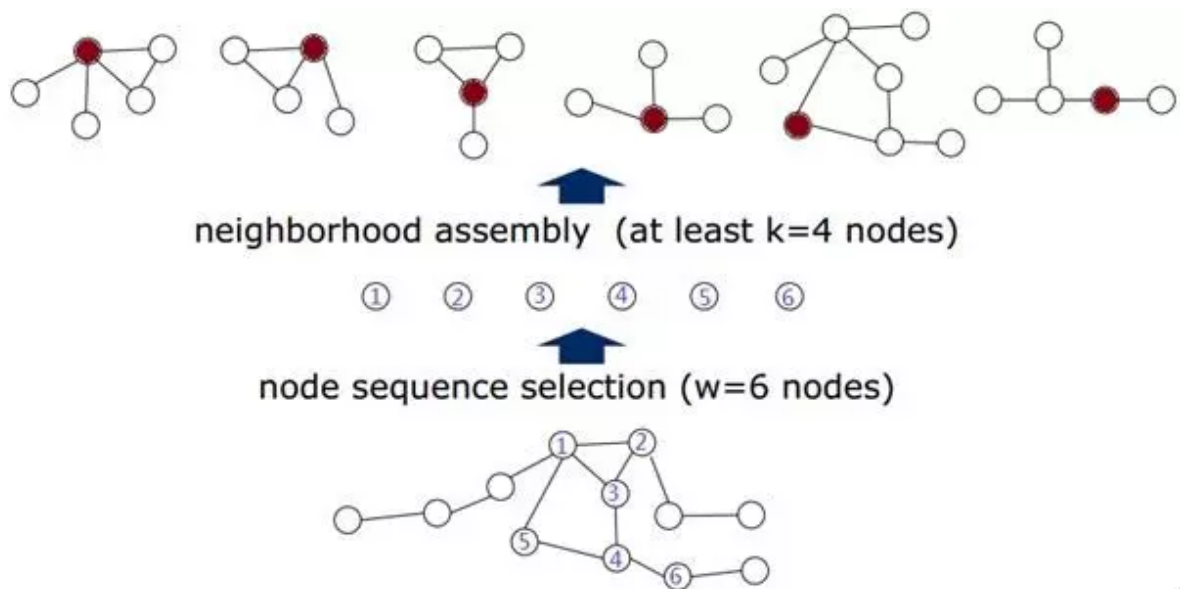 neighborhood assembly (at least k=4 nodes)
1 2 3 4 5 6
node sequence selection (w=6 nodes)
1 2
3
5 4 6